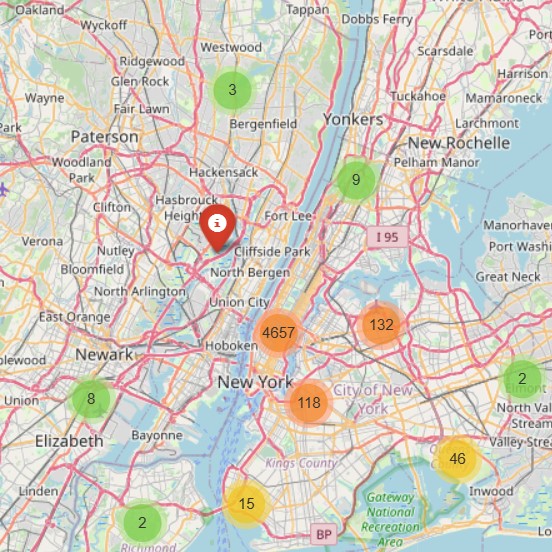 Oakland
Tappan
Wyckoff
Dobbs Ferry
Westwood
Scarsdale
Ridgewood
Glen Rock
Harrison
3
Wayne
Fair Lawn
Tuckahoe
Mamaroneck
Bergenfield
Yonkers
Larchmont
Park
Paterson
New Rochelle
Woodland
Park
Hackensack
9
Pelham Manor
Clifton
Hasbrouck
Heights
Fort Lee
i
I 95
Manorhaven
Verona
Nutley
Cliffside Park
Port Washi
Bloomfield
North Bergen
Great Neck
North Arlington
Union City
East Orange
4657
132
Hoboken
Newark
New York
2
Elmont
8
118
City of New
York
Union
North Val
Stream
Bayonne
Valley Stre
Elizabeth
46
Kings County
Linden
15
Gateway
National
Recreation
Area
Inwood
2
BP
Richmond
Lo